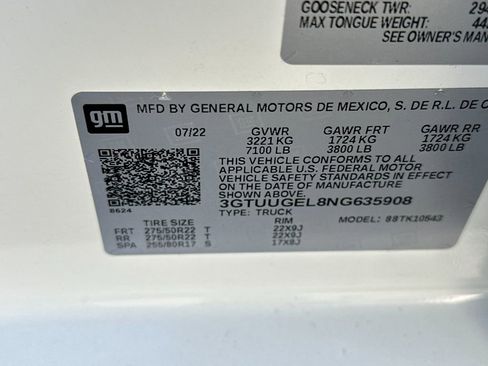 GOOSENECK TWR: 294
MAX TONGUE WEIGHT: 44
SEE OWNER'S MAN
gm
MFD BY GENERAL MOTORS DE MEXICO, S. DE R.L. DE C
07/22 GVWR GAWR FRT GAWR RR
3221 KG 1724 KG 1724 KG
7100 LB 3800 LB 3800 LB
THIS VEHICLE CONFORMS TO ALL
APPLICABLE U.S. FEDERAL MOTOR
VEHICLE SAFETY STANDARDS IN EFFECT
ON THE DATE OF MANUFACTURE
SHOWN ABOVE.
3GTUUGEL8NG635908
8624
TYPE: TRUCK MODEL: 88TK10543
TIRE SIZE RIM
FRT 275/50R22 T 22X9J
RR 275/50R22 T 22X9J
SPA 255/80R17 S 17X8J